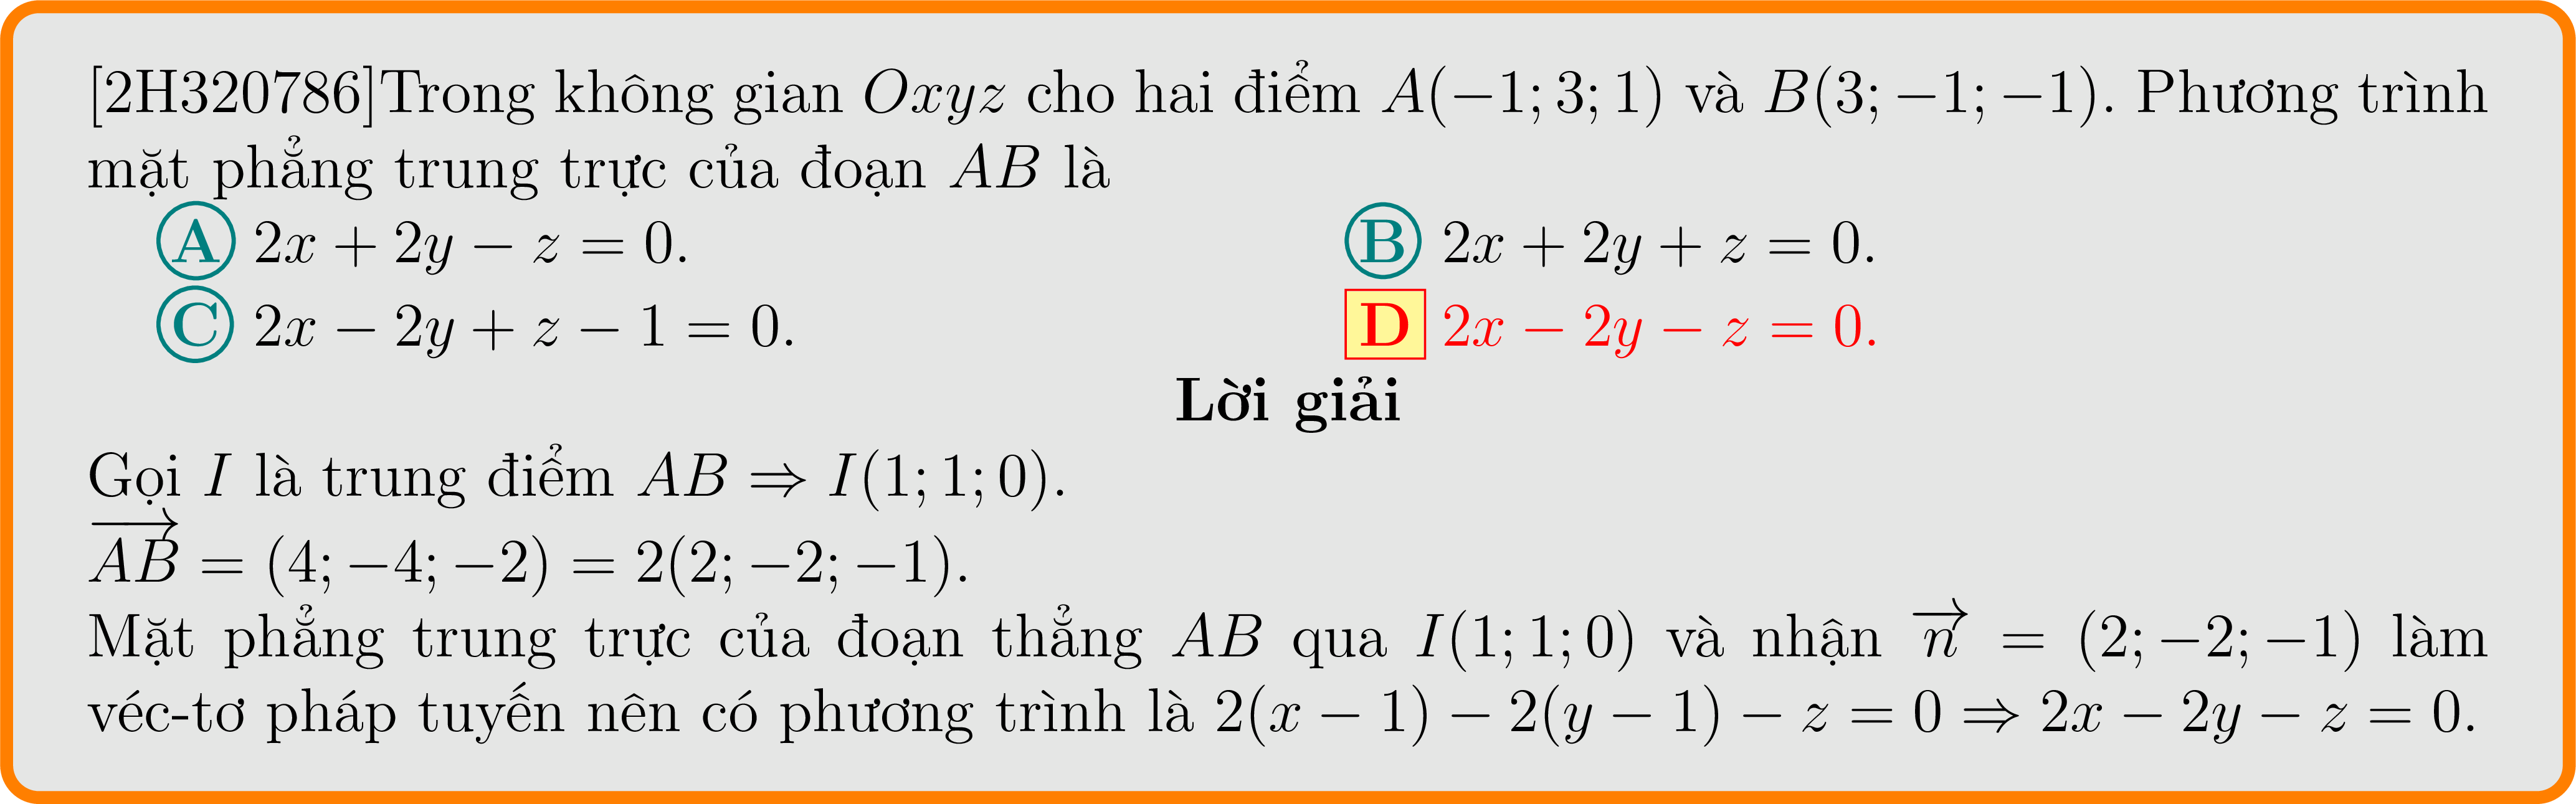 [2H320786]Trong không gian Oxyz cho hai điểm A(−1; 3; 1) và B(3; −1; −1). Phương trình
mặt phẳng trung trực của đoạn AB là
A 2x + 2y − z = 0. B 2x + 2y + z = 0.
C 2x − 2y + z − 1 = 0. D 2x − 2y − z = 0.
Lời giải
Gọi I là trung điểm AB ⇒ I(1; 1; 0).
\overrightarrow{AB} = (4; −4; −2) = 2(2; −2; −1).
Mặt phẳng trung trực của đoạn thẳng AB qua I(1; 1; 0) và nhận \overrightarrow{n} = (2; −2; −1) làm
véc-tơ pháp tuyến nên có phương trình là 2(x − 1) − 2(y − 1) − z = 0 ⇒ 2x − 2y − z = 0.